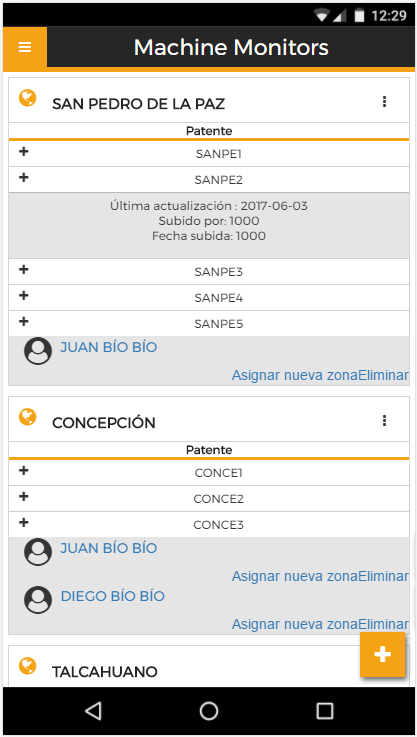 12:29
Machine Monitors
SAN PEDRO DE LA PAZ
Patente
SANPE1
SANPE2
Última actualización : 2017-06-03
Subido por: 1000
Fecha subida: 1000
SANPE3
SANPE4
SANPE5
JUAN BÍO BÍO
Asignar nueva zonaEliminar
CONCEPCIÓN
Patente
CONCE1
CONCE2
CONCE3
JUAN BÍO BÍO
Asignar nueva zonaEliminar
DIEGO BÍO BÍO
Asignar nueva zonaEliminar
TALCAHUANO